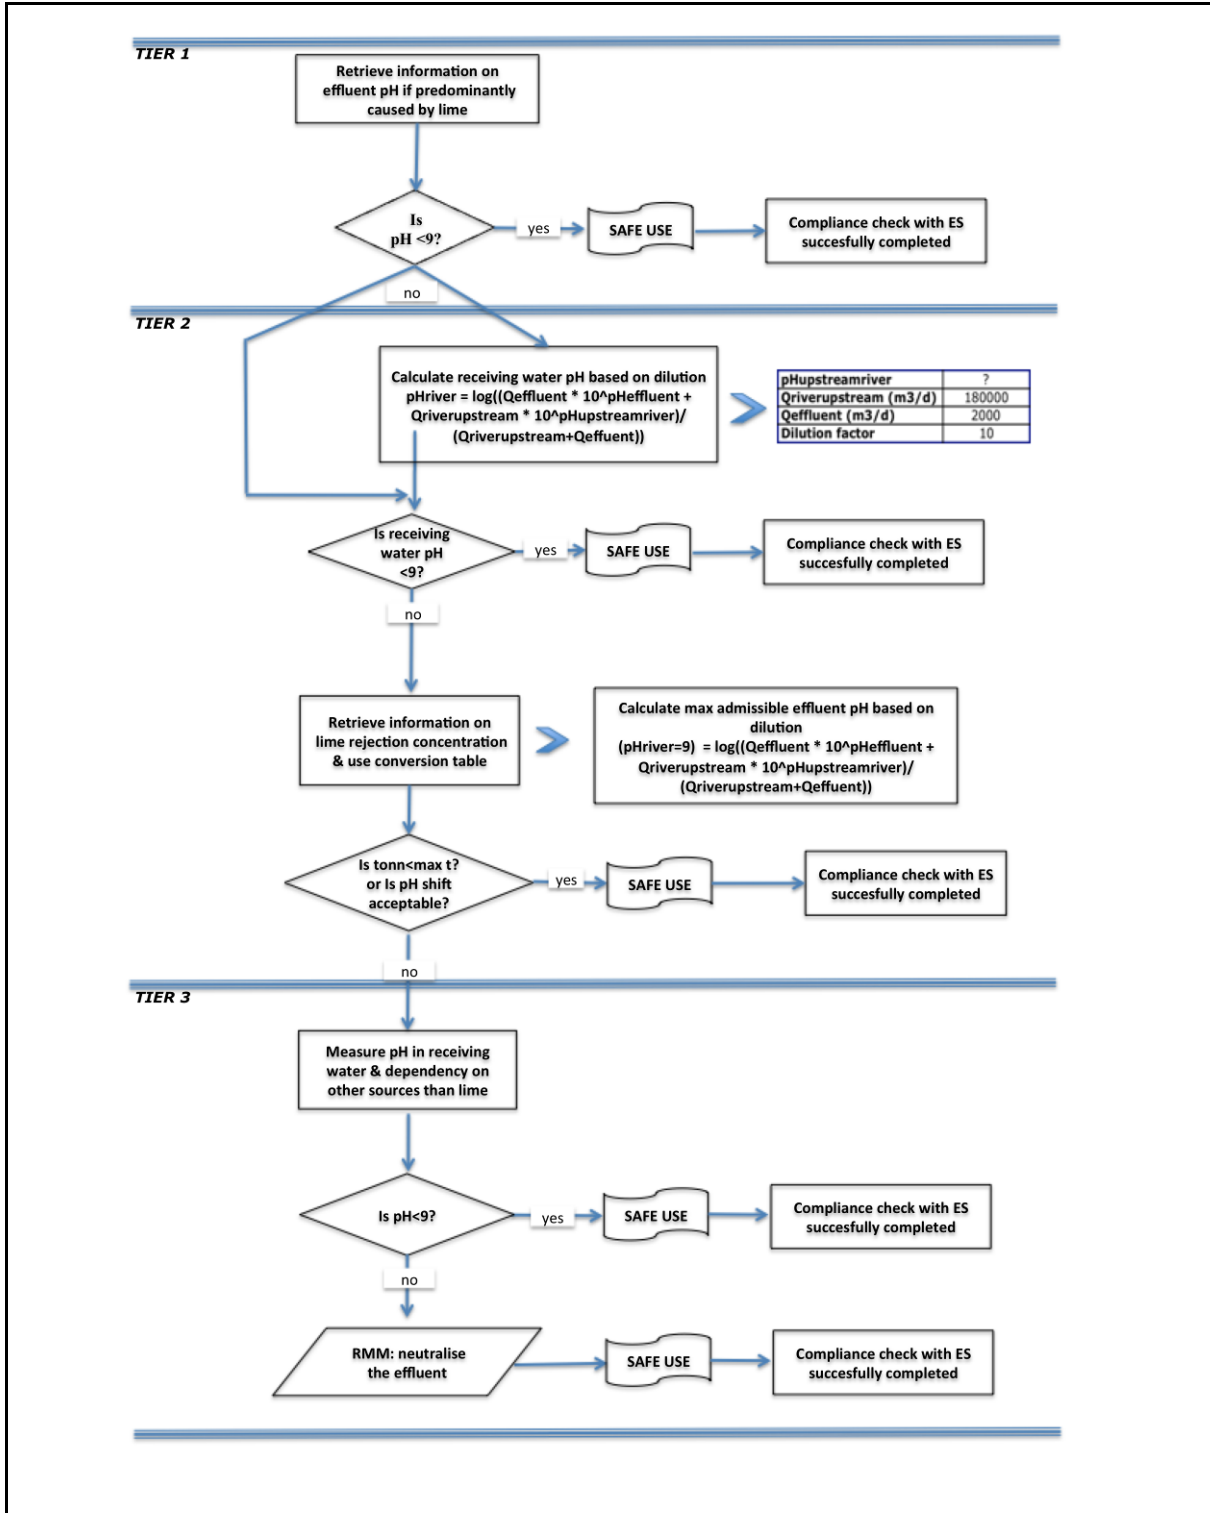 TIER 1
Retrieve information on
effluent pH if predominantly
caused by lime
Is
pH <9?
yes
SAFE USE
Compliance check with ES
succesfully completed
no
TIER 2
Calculate receiving water pH based on dilution
pHriver = log((Qeffluent * 10^pHeffluent +
Qriverupstream * 10^pHupstreamriver)/
(Qriverupstream+Qeffuent))
pHupstreamriver ?
Qriverupstream (m3/d) 180000
Qeffluent (m3/d) 2000
Dilution factor 10
Is receiving
water pH
<9?
yes
SAFE USE
Compliance check with ES
succesfully completed
no
Retrieve information on
lime rejection concentration
& use conversion table
Calculate max admissible effluent pH based on
dilution
(pHriver=9) = log((Qeffluent * 10^pHeffluent +
Qriverupstream * 10^pHupstreamriver)/
(Qriverupstream+Qeffuent))
Is tonn<max t?
or Is pH shift
acceptable?
yes
SAFE USE
Compliance check with ES
succesfully completed
no
TIER 3
Measure pH in receiving
water & dependency on
other sources than lime
Is pH<9?
yes
SAFE USE
Compliance check with ES
succesfully completed
no
RMM: neutralise
the effluent
SAFE USE
Compliance check with ES
succesfully completed